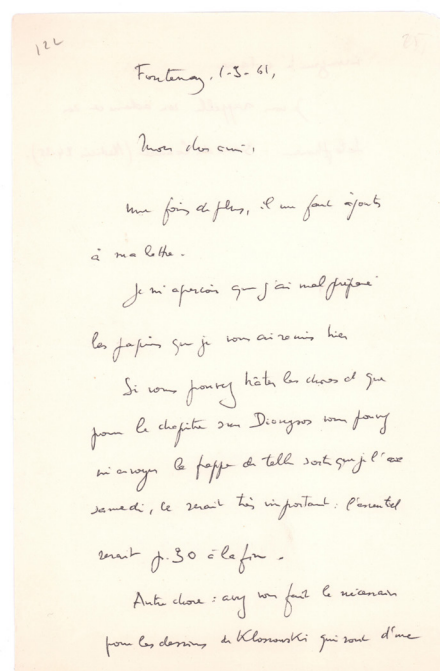 122
Fontenay, 1-3-61,
Mon cher ami,
Une fois de plus, il me faut ajouter
à ma lettre.
Je m'aperçois que j'ai mal préparé
les papiers que je vous ai remis hier
Si vous pouvez hâter les choses et que
pour le chapitre sur Dionysos vous pouvez
m'envoyer la frappe de telle sorte que je l'aie
samedi, ce serait très important : l'essentiel
serait p. 30 à la fin.
Autre chose : avez vous fait le nécessaire
pour les dessins de Klossowski qui sont d'une